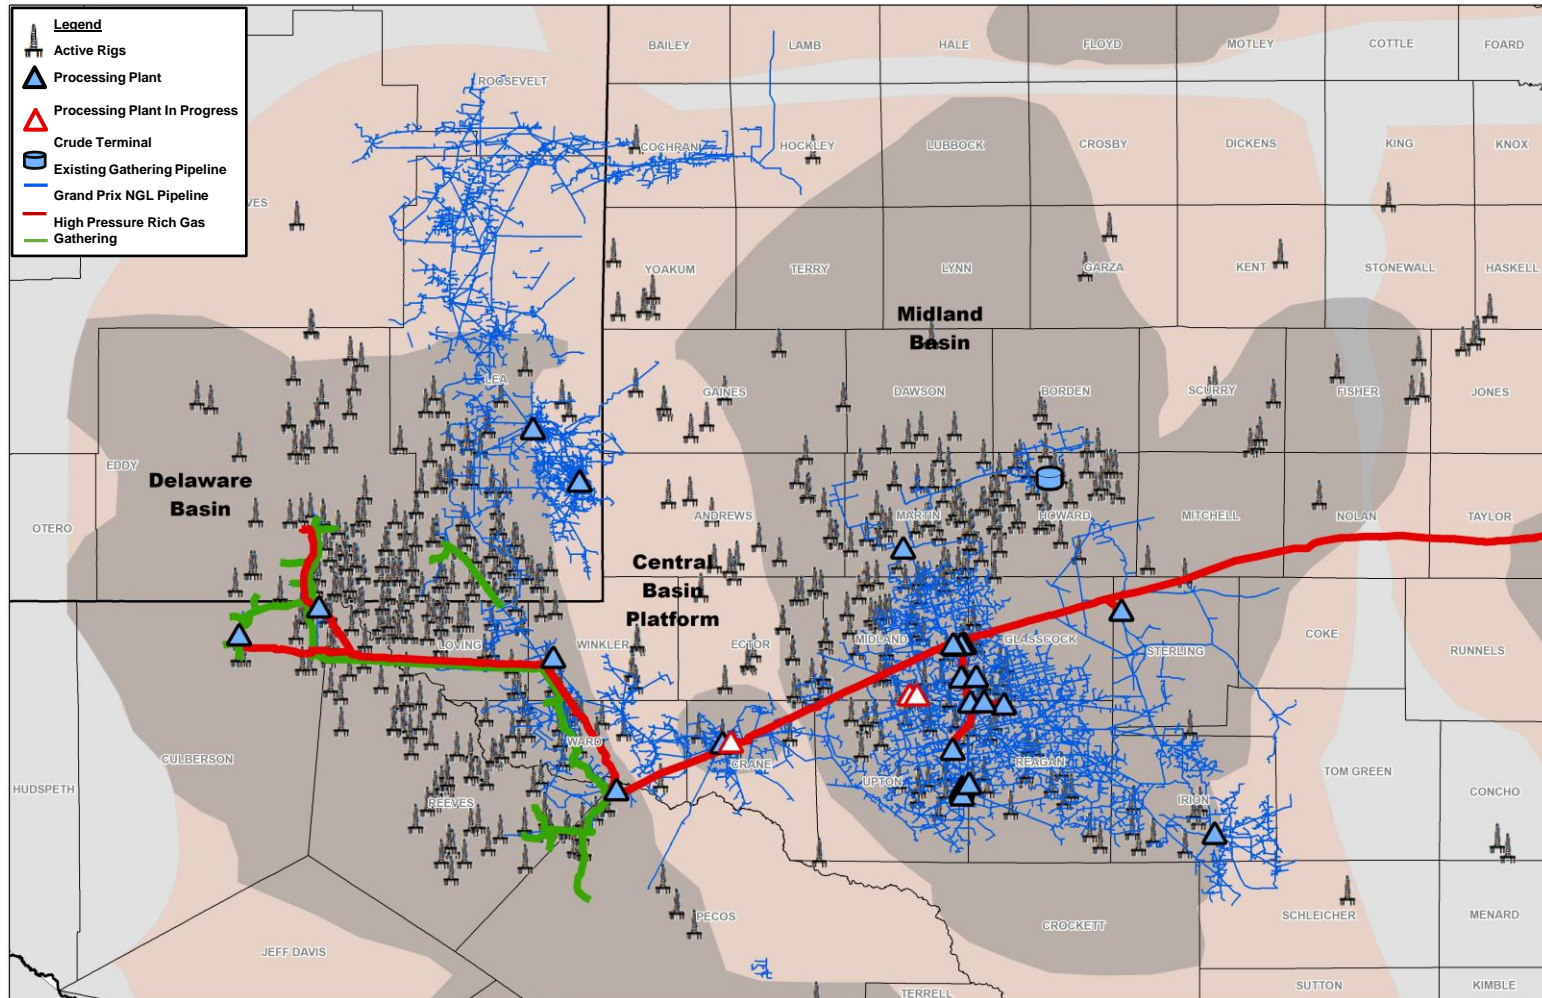 Legend
Active Rigs
Processing Plant
Processing Plant In Progress
Crude Terminal
Existing Gathering Pipeline
Grand Prix NGL Pipeline
High Pressure Rich Gas
Gathering
BAILEY
LAMB
HALE
FLOYD
MOTLEY
COTTLE
FOARD
ROOSEVELT
COCHRAN
HOCKLEY
LUBBOCK
CROSBY
DICKENS
KING
KNOX
VES
YOAKUM
TERRY
LYNN
GARZA
KENT
STONEWALL
HASKELL
Midland
Basin
LEA
GAINES
DAWSON
BORDEN
SCURRY
FISHER
JONES
EDDY
Delaware
Basin
OTERO
ANDREWS
MARTIN
HOWARD
MITCHELL
NOLAN
TAYLOR
Central
Basin
Platform
LOVING
WINKLER
ECTOR
MIDLAND
GLASSCOCK
STERLING
COKE
RUNNELS
CULBERSON
WARD
CRANE
UPTON
REAGAN
TOM GREEN
HUDSPETH
REEVES
IRION
CONCHO
PECOS
CROCKETT
SCHLEICHER
MENARD
JEFF DAVIS
TERRELL
SUTTON
KIMBLE